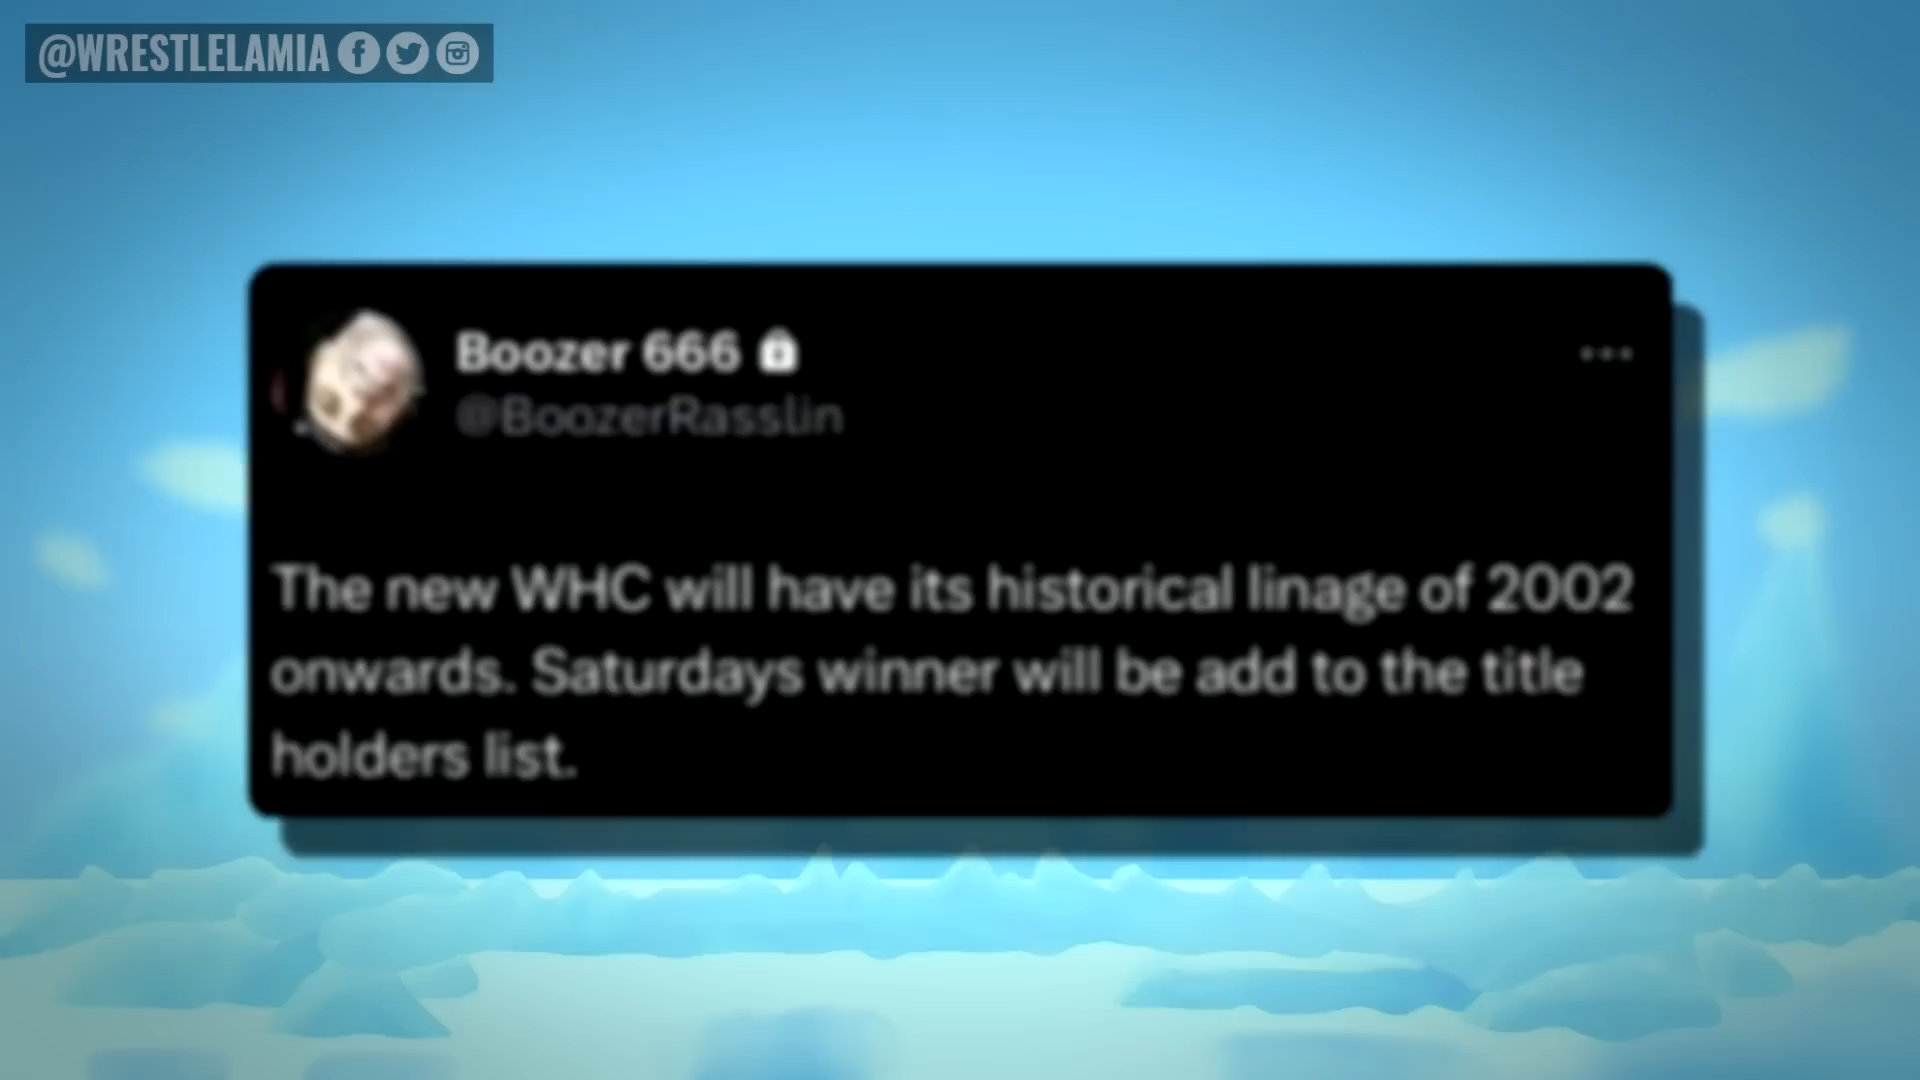 @WRESTLELAMIA
Boozer 666
@BoozerRasslin
The new WHC will have its historical linage of 2002
onwards. Saturdays winner will be add to the title
holders list.